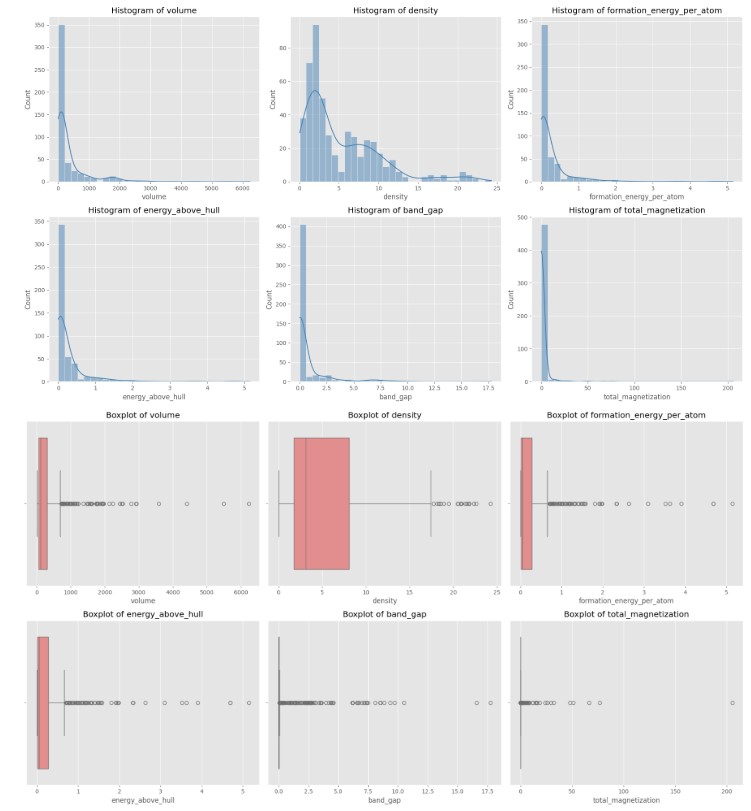 Histogram of volume
Count
350
300
250
200
150
100
50
0
0 1000 2000 3000 4000 5000 6000
volume
Histogram of density
Count
80
60
40
20
0
0 5 10 15 20 25
density
Histogram of formation_energy_per_atom
Count
350
300
250
200
150
100
50
0
0 1 2 3 4 5
formation_energy_per_atom
Histogram of energy_above_hull
Count
350
300
250
200
150
100
50
0
0 1 2 3 4 5
energy_above_hull
Histogram of band_gap
Count
400
350
300
250
200
150
100
50
0
0.0 2.5 5.0 7.5 10.0 12.5 15.0 17.5
band_gap
Histogram of total_magnetization
Count
500
400
300
200
100
0
0 50 100 150 200
total_magnetization
Boxplot of volume
0 1000 2000 3000 4000 5000 6000
volume
Boxplot of density
0 5 10 15 20 25
density
Boxplot of formation_energy_per_atom
0 1 2 3 4 5
formation_energy_per_atom
Boxplot of energy_above_hull
0 1 2 3 4 5
energy_above_hull
Boxplot of band_gap
0.0 2.5 5.0 7.5 10.0 12.5 15.0 17.5
band_gap
Boxplot of total_magnetization
0 50 100 150 200
total_magnetization